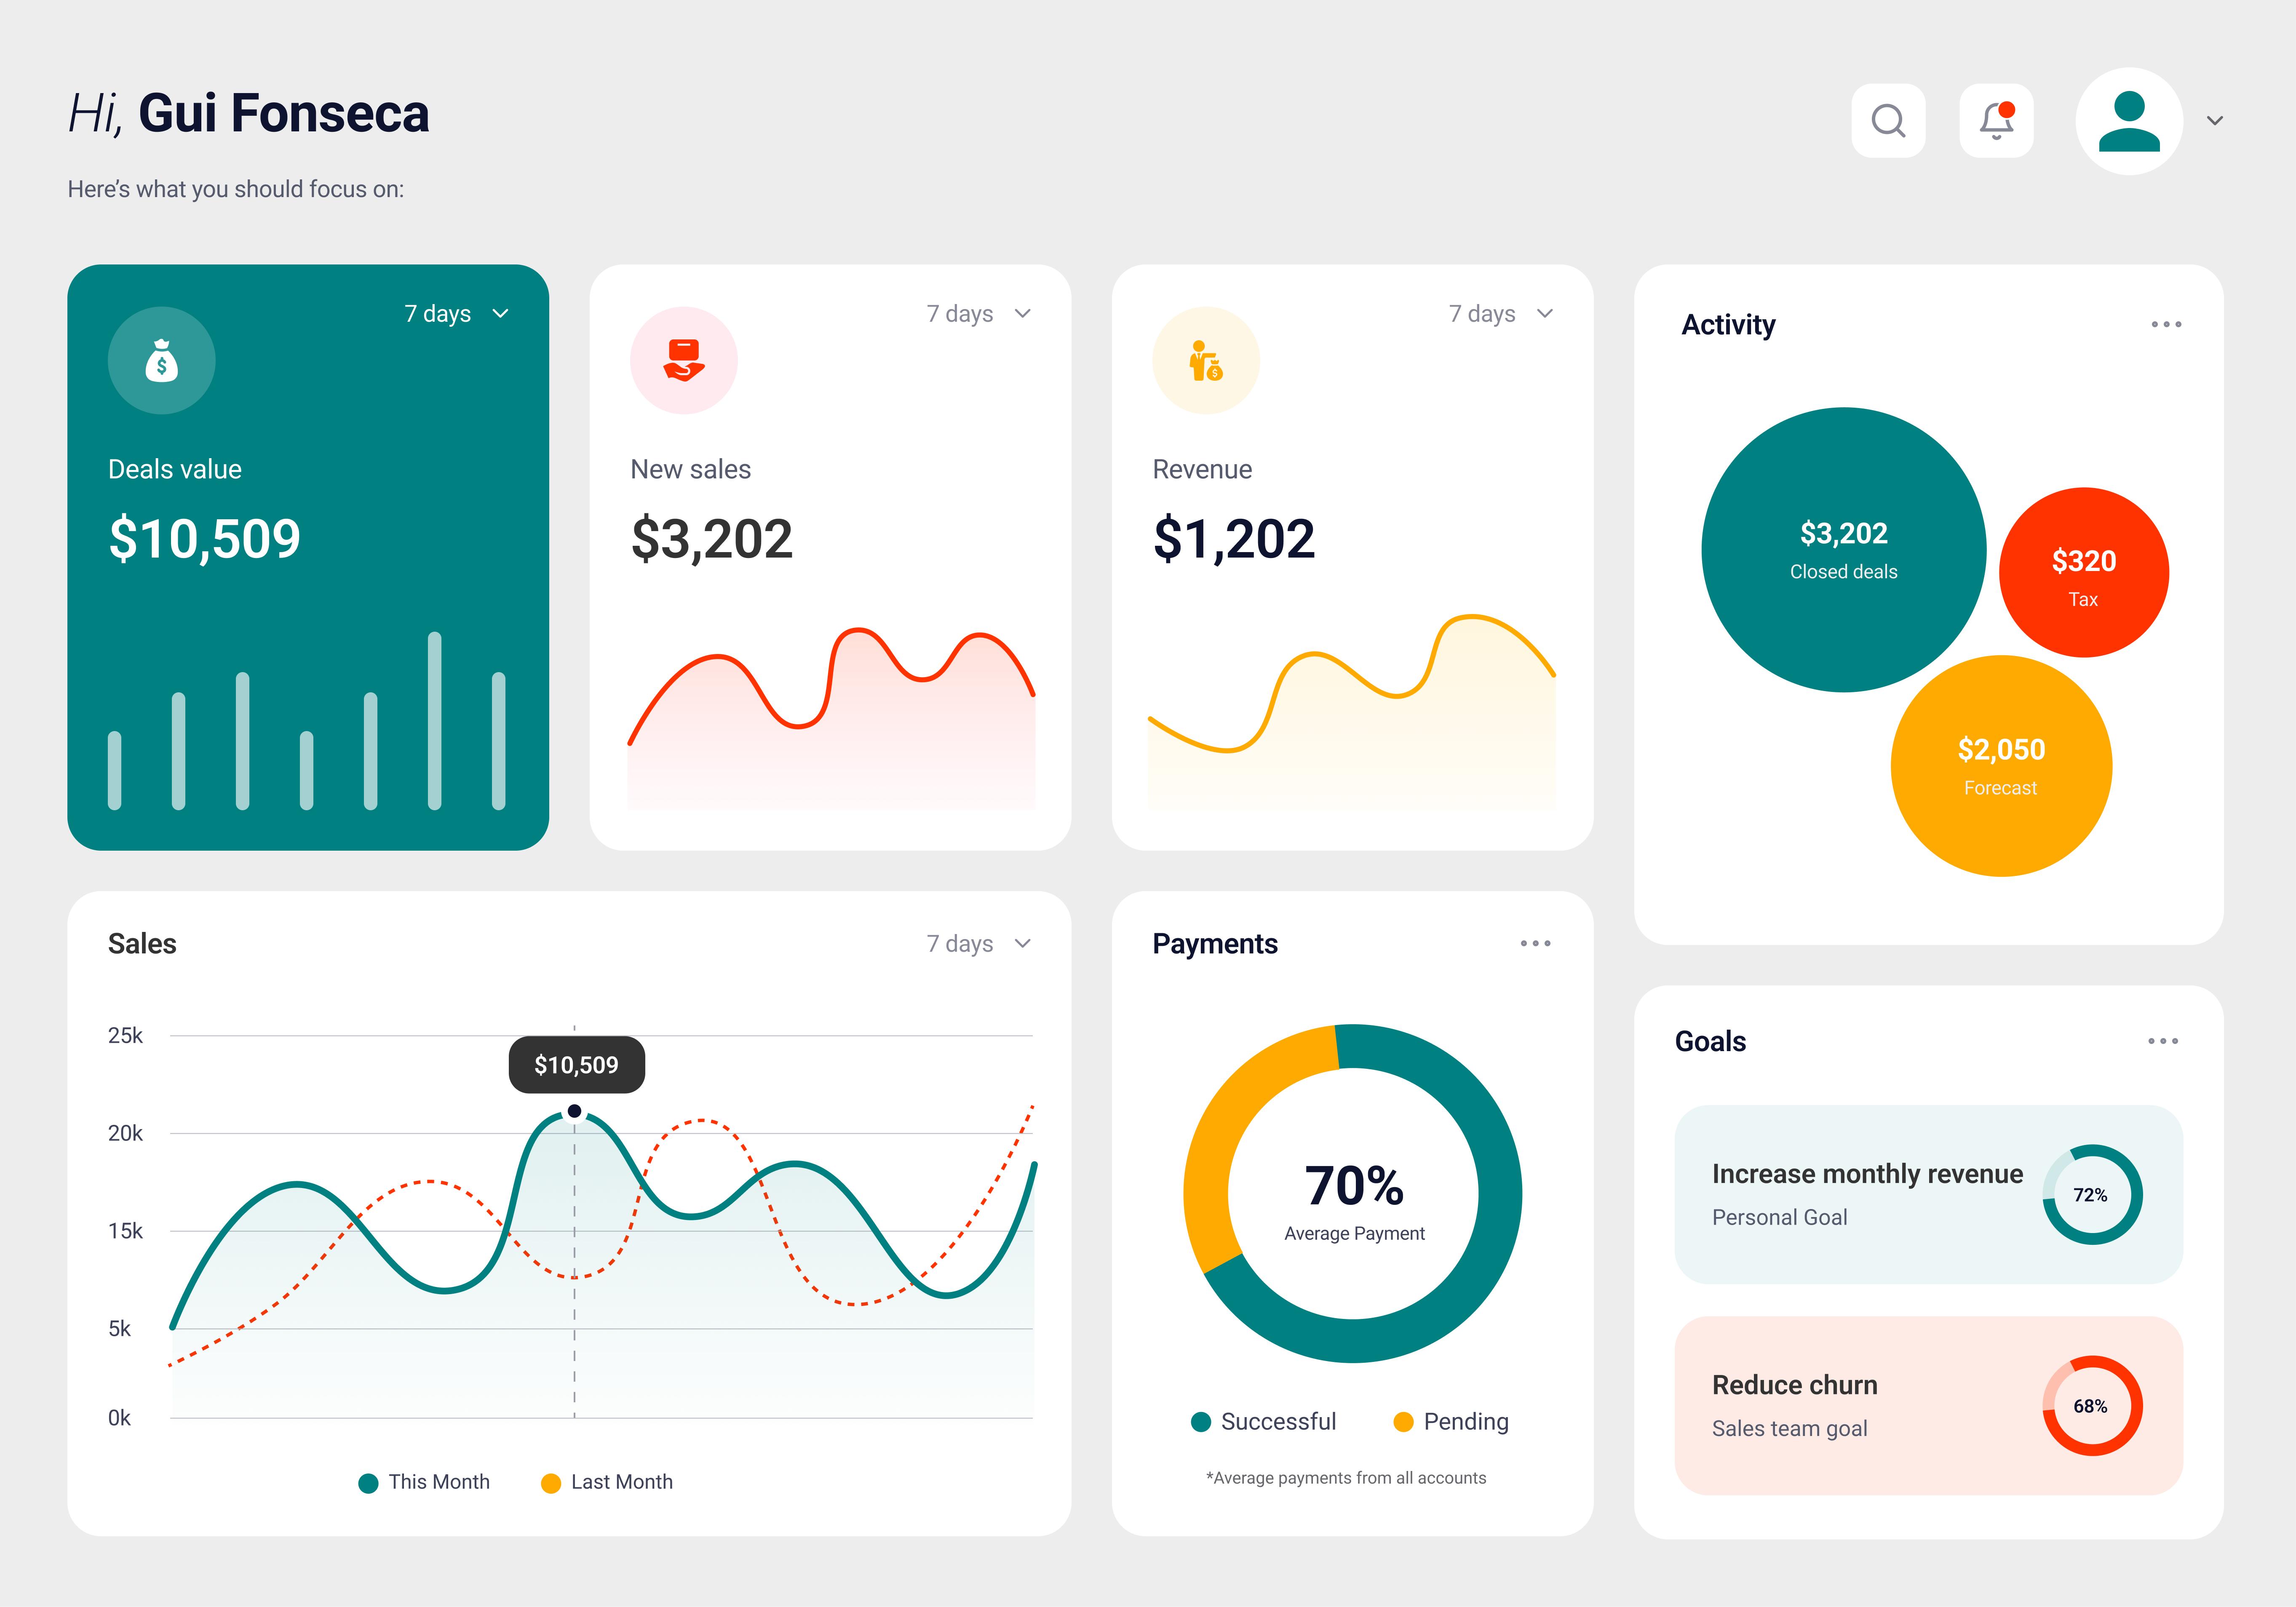 Hi, Gui Fonseca
Here’s what you should focus on:
7 days
$
Deals value
$10,509
7 days
New sales
$3,202
7 days
$
Revenue
$1,202
Activity
$3,202
Closed deals
$320
Tax
$2,050
Forecast
Sales
7 days
25k
20k
15k
5k
0k
$10,509
This Month
Last Month
Payments
70%
Average Payment
Successful
Pending
*Average payments from all accounts
Goals
Increase monthly revenue
Personal Goal
72%
Reduce churn
Sales team goal
68%